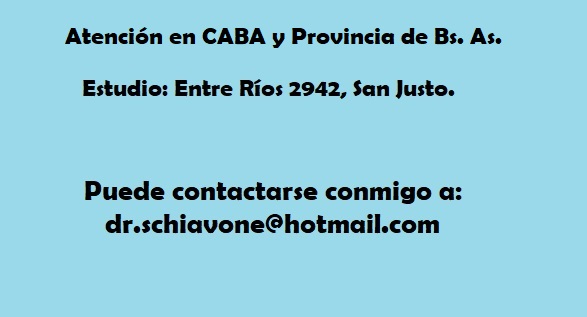 Atención en CABA y Provincia de Bs. As.
Estudio: Entre Ríos 2942, San Justo.
Puede contactarse conmigo a:
dr.schiavone@hotmail.com